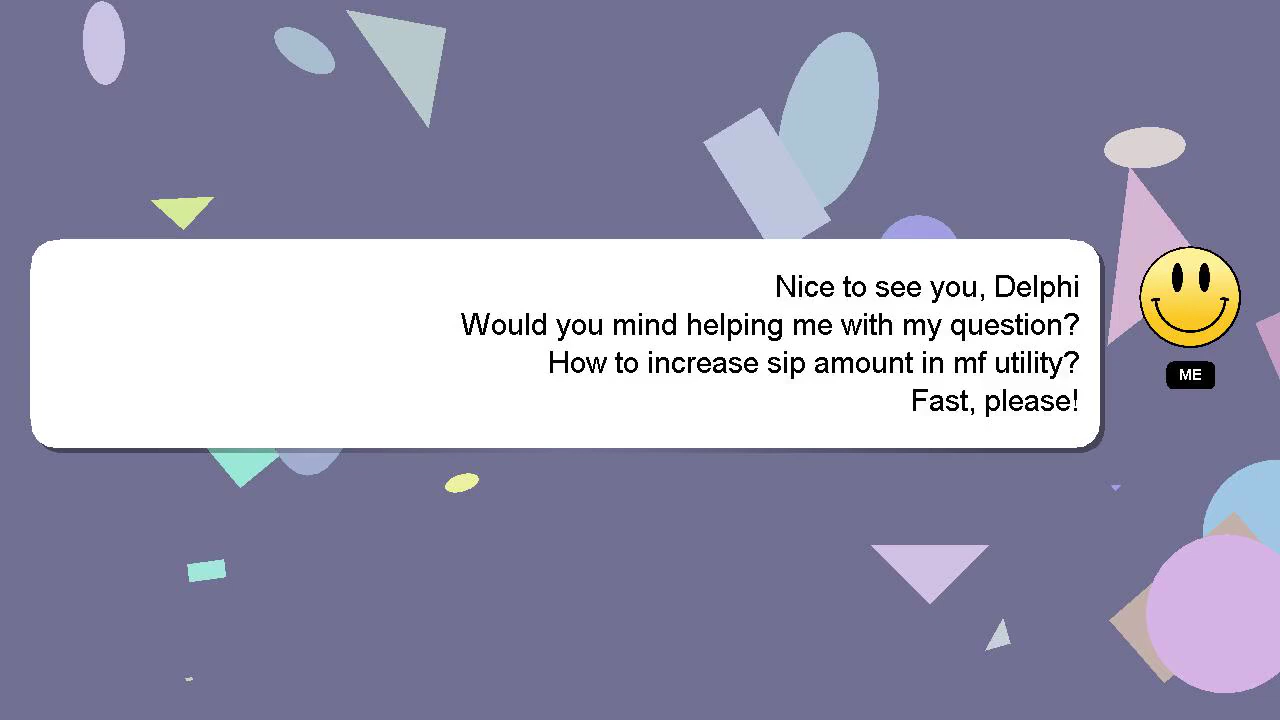 Nice to see you, Delphi
Would you mind helping me with my question?
How to increase sip amount in mf utility?
Fast, please!
ME